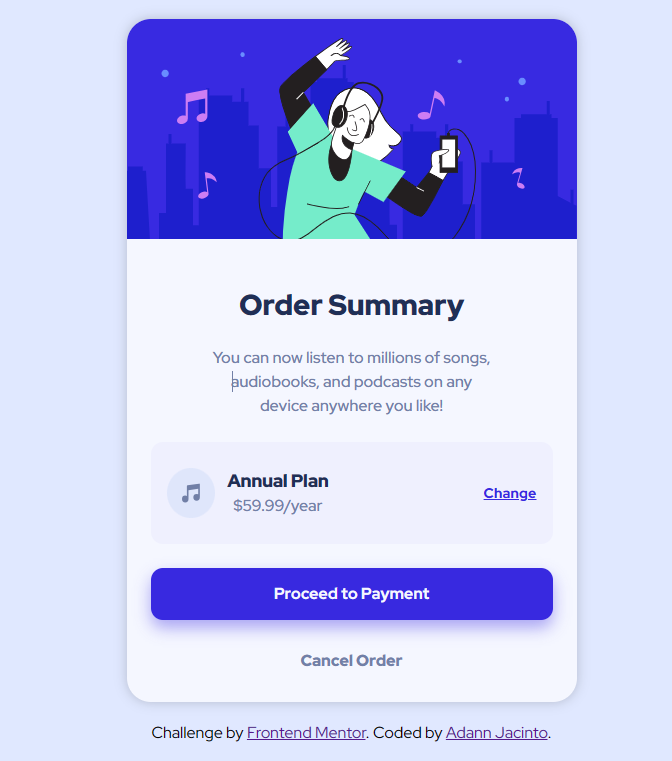 Order Summary
You can now listen to millions of songs,
audiobooks, and podcasts on any
device anywhere you like!
Annual Plan
$59.99/year
Change
Proceed to Payment
Cancel Order
Challenge by Frontend Mentor. Coded by Adann Jacinto.